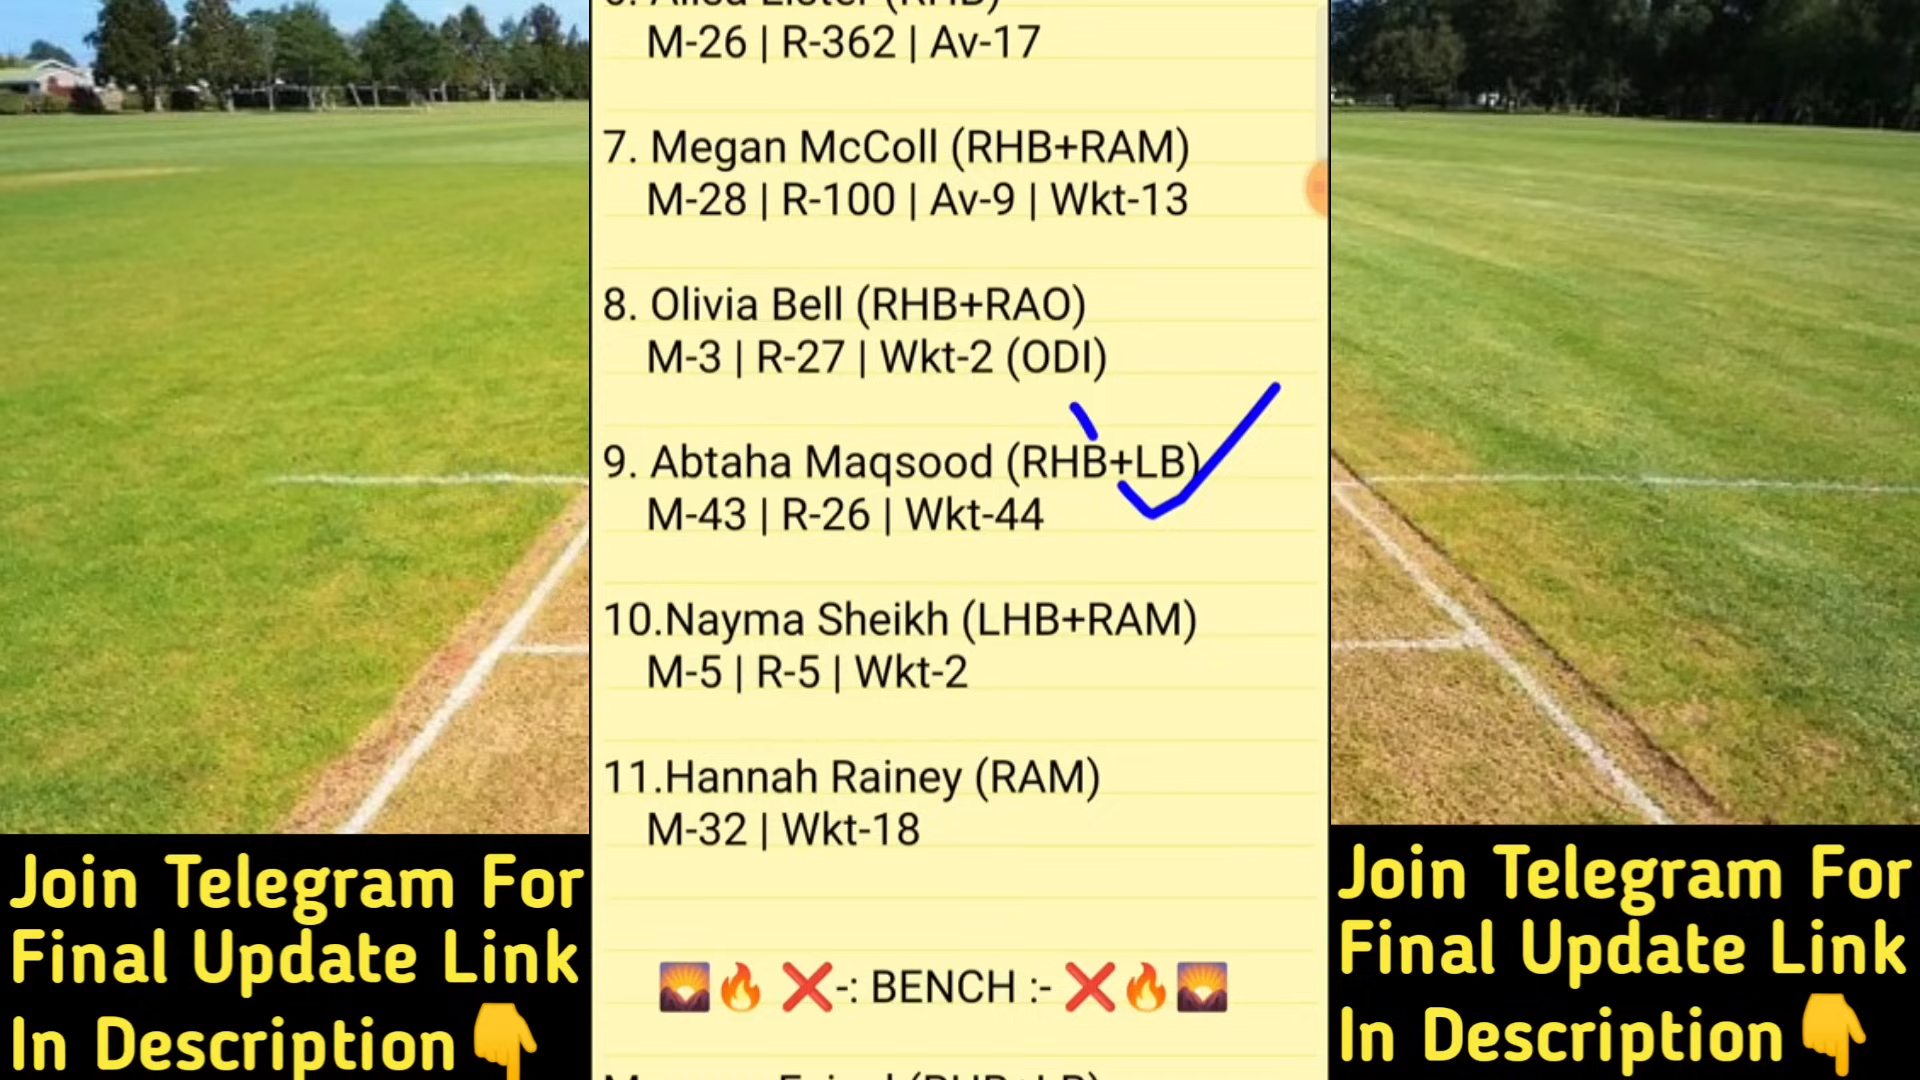 M-26 | R-362 | Av-17
7. Megan McColl (RHB+RAM)
M-28 | R-100 | Av-9 | Wkt-13
8. Olivia Bell (RHB+RAO)
M-3 | R-27 | Wkt-2 (ODI)
9. Abtaha Maqsood (RHB+LB)
M-43 | R-26 | Wkt-44
10.Nayma Sheikh (LHB+RAM)
M-5 | R-5 | Wkt-2
11.Hannah Rainey (RAM)
M-32 | Wkt-18
🌄🔥 ❌-: BENCH :- ❌🔥🌄
Join Telegram For
Final Update Link
In Description👇
Join Telegram For
Final Update Link
In Description👇